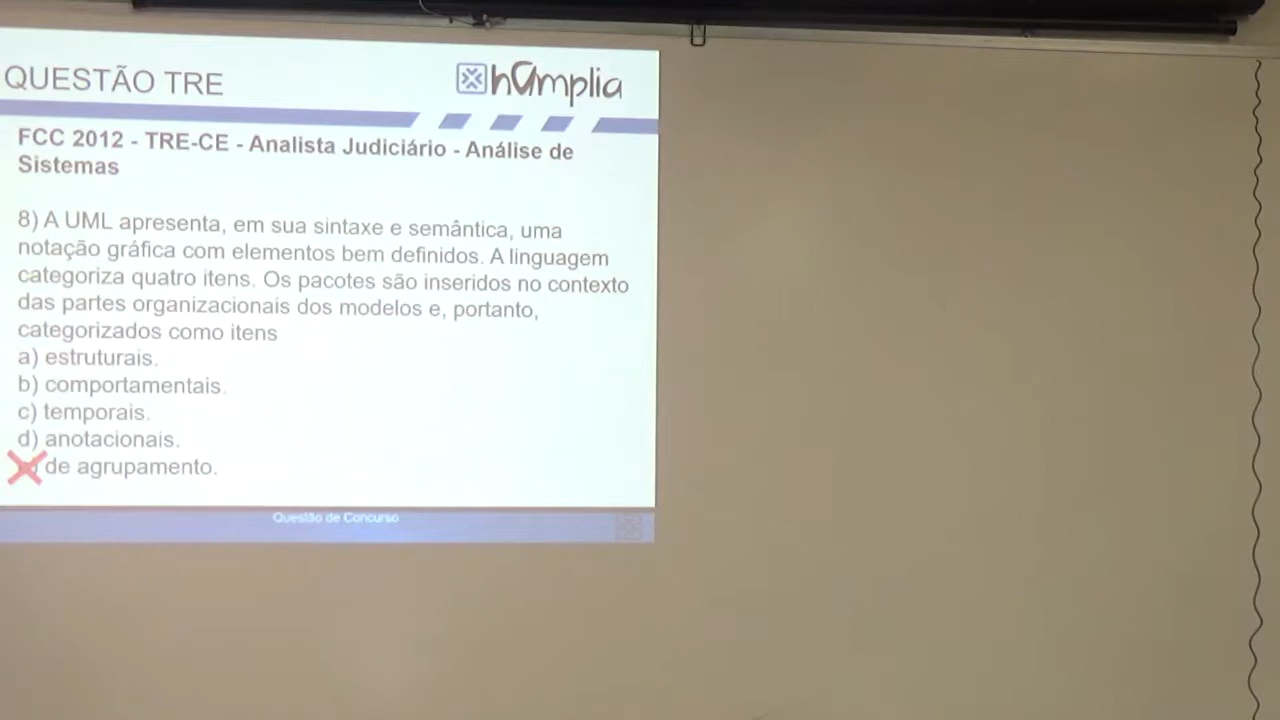 QUESTÃO TRE
hamplia
FCC 2012 - TRE-CE - Analista Judiciário - Análise de
Sistemas
8) A UML apresenta, em sua sintaxe e semântica, uma
notação gráfica com elementos bem definidos. A linguagem
categoriza quatro itens. Os pacotes são inseridos no contexto
das partes organizacionais dos modelos e, portanto,
categorizados como itens
a) estruturais.
b) comportamentais.
c) temporais.
d) anotacionais.
de agrupamento.
Questão de Concurso